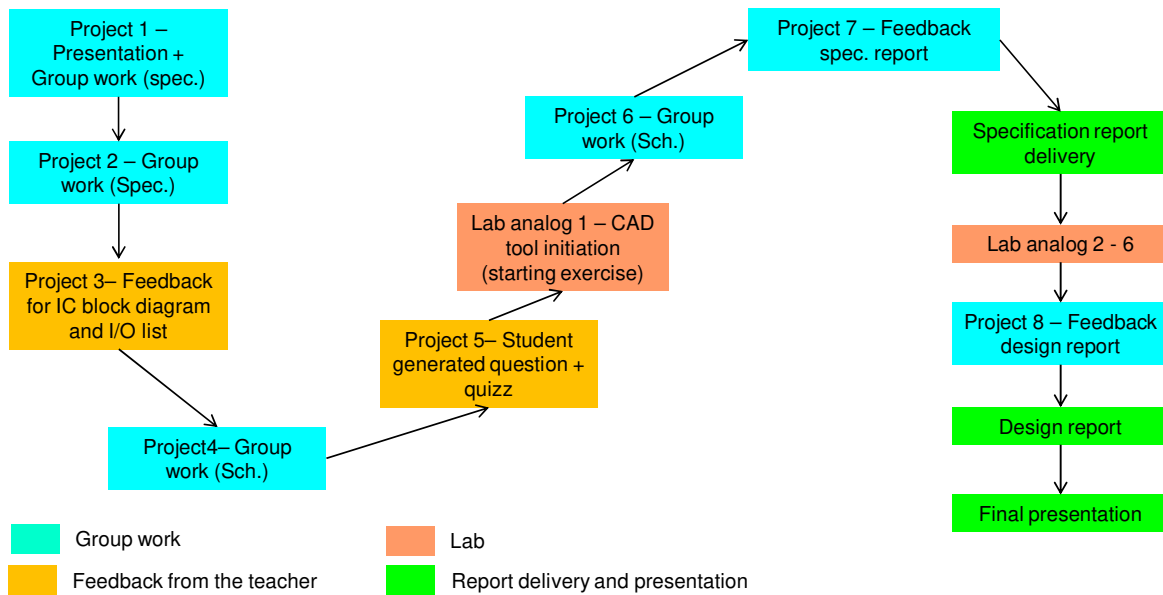 Project 1 –
Presentation +
Group work (spec.)
Project 2 – Group
work (Spec.)
Project 3– Feedback
for IC block diagram
and I/O list
Project4– Group
work (Sch.)
Project 5– Student
generated question +
quizz
Lab analog 1 – CAD
tool initiation
(starting exercise)
Project 6 – Group
work (Sch.)
Project 7 – Feedback
spec. report
Specification report
delivery
Lab analog 2 - 6
Project 8 – Feedback
design report
Design report
Final presentation
Group work
Feedback from the teacher
Lab
Report delivery and presentation